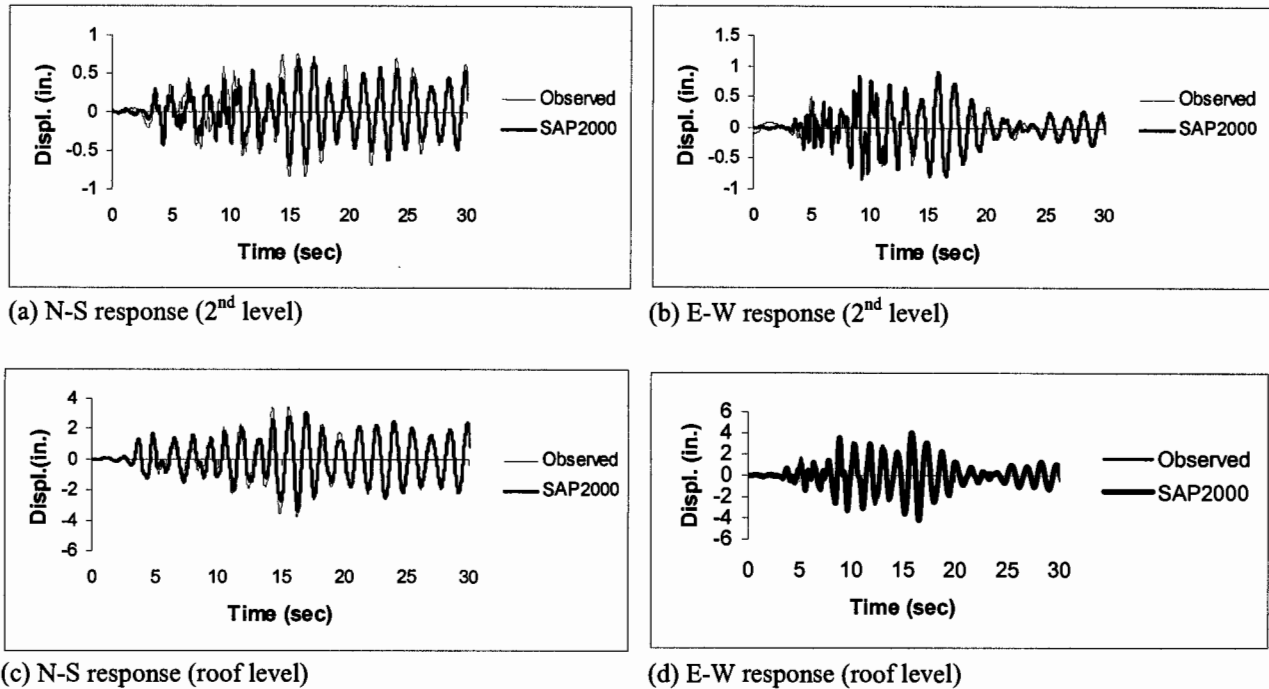 1
0.5
0
-0.5
-1
Displ. (in.)
0 5 10 15 20 25 30
Time (sec)
Observed
SAP2000
(a) N-S response (2nd level)
1.5
1
0.5
0
-0.5
-1
Displ. (in.)
0 5 10 15 20 25 30
Time (sec)
Observed
SAP2000
(b) E-W response (2nd level)
4
2
0
-2
-4
-6
Displ.(in.)
0 5 10 15 20 25 30
Time (sec)
Observed
SAP2000
(c) N-S response (roof level)
6
4
2
0
-2
-4
-6
Displ. (in.)
0 5 10 15 20 25 30
Time (sec)
Observed
SAP2000
(d) E-W response (roof level)